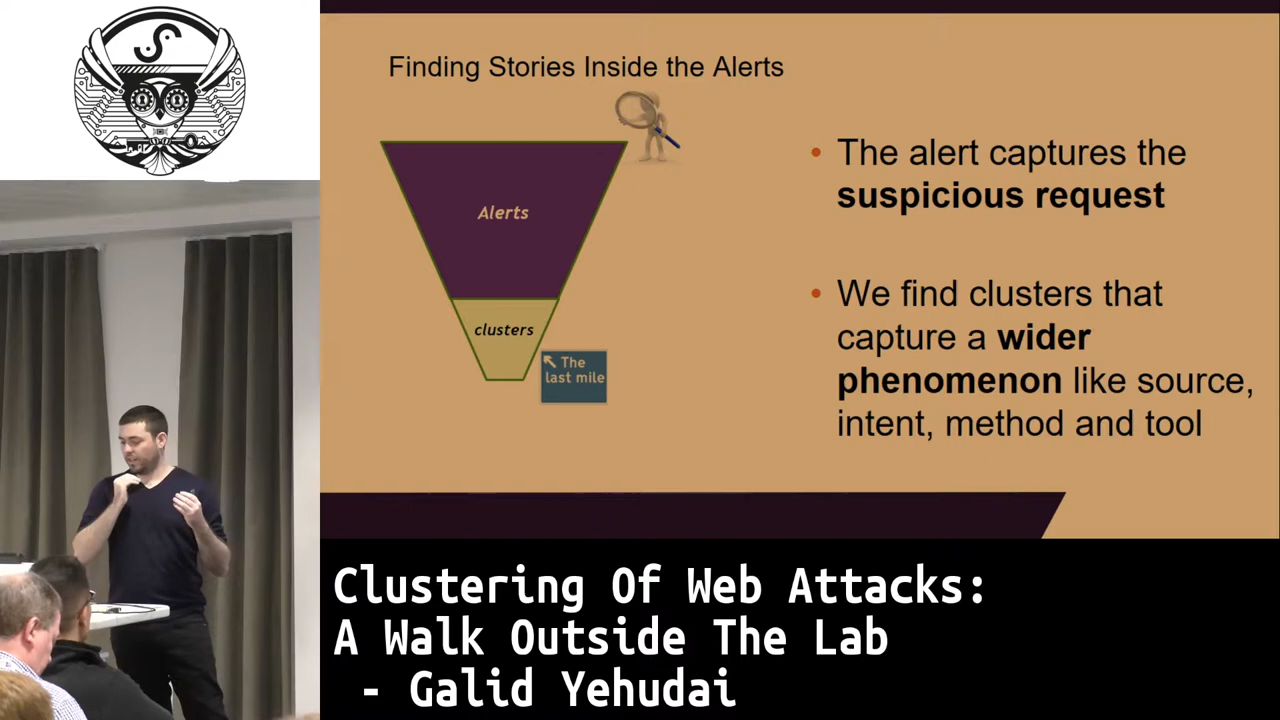 Finding Stories Inside the Alerts
Alerts
clusters
The
last mile
• The alert captures the
suspicious request
• We find clusters that
capture a wider
phenomenon like source,
intent, method and tool
Clustering Of Web Attacks:
A Walk Outside The Lab
- Galid Yehudai